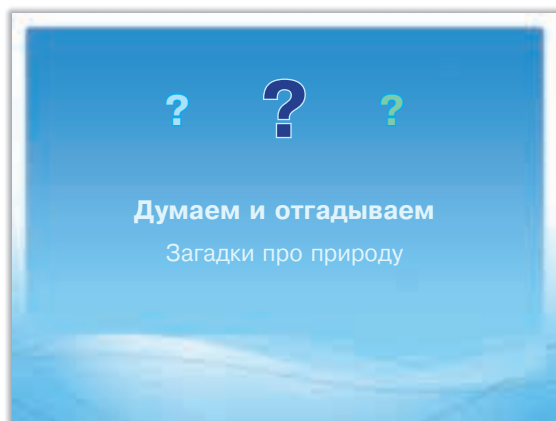 ? ? ?
Думаем и отгадываем
Загадки про природу